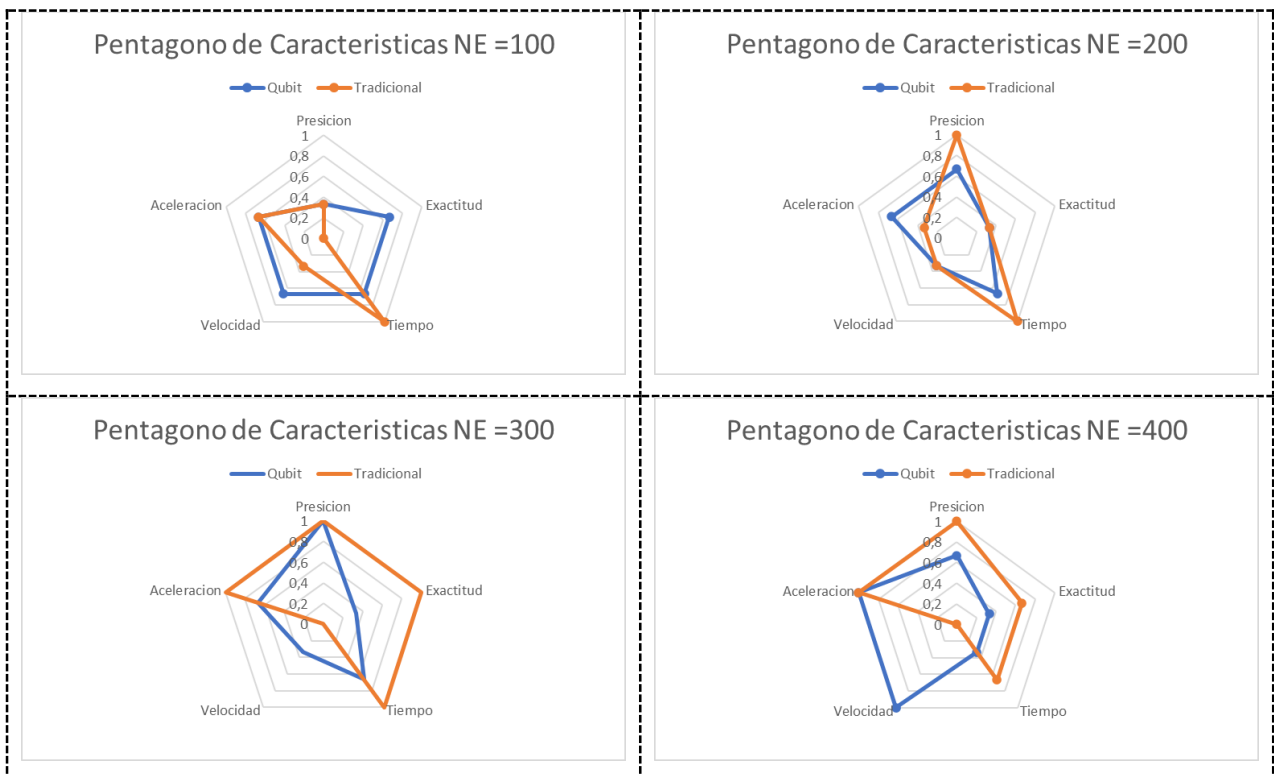 Pentagono de Caracteristicas NE =100
Qubit Tradicional
Presicion
1
0,8
0,6
0,4
0,2
0
Aceleracion
Exactitud
Velocidad
Tiempo
Pentagono de Caracteristicas NE =200
Qubit Tradicional
Presicion
1
0,8
0,6
0,4
0,2
0
Aceleracion
Exactitud
Velocidad
Tiempo
Pentagono de Caracteristicas NE =300
Qubit Tradicional
Presicion
1
0,8
0,6
0,4
0,2
0
Aceleracion
Exactitud
Velocidad
Tiempo
Pentagono de Caracteristicas NE =400
Qubit Tradicional
Presicion
1
0,8
0,6
0,4
0,2
0
Aceleracion
Exactitud
Velocidad
Tiempo